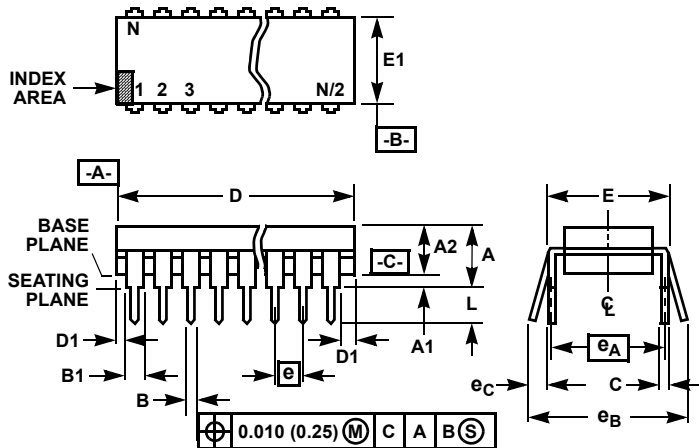 N
E1
INDEX
AREA
1 2 3 N/2
-B-
-A-
D
E
BASE
PLANE
A2
A
-C-
SEATING
PLANE
L
C
L
D1
A1
D1
eA
B1
e
eC
C
B
eB
0.010 (0.25) M C A B S